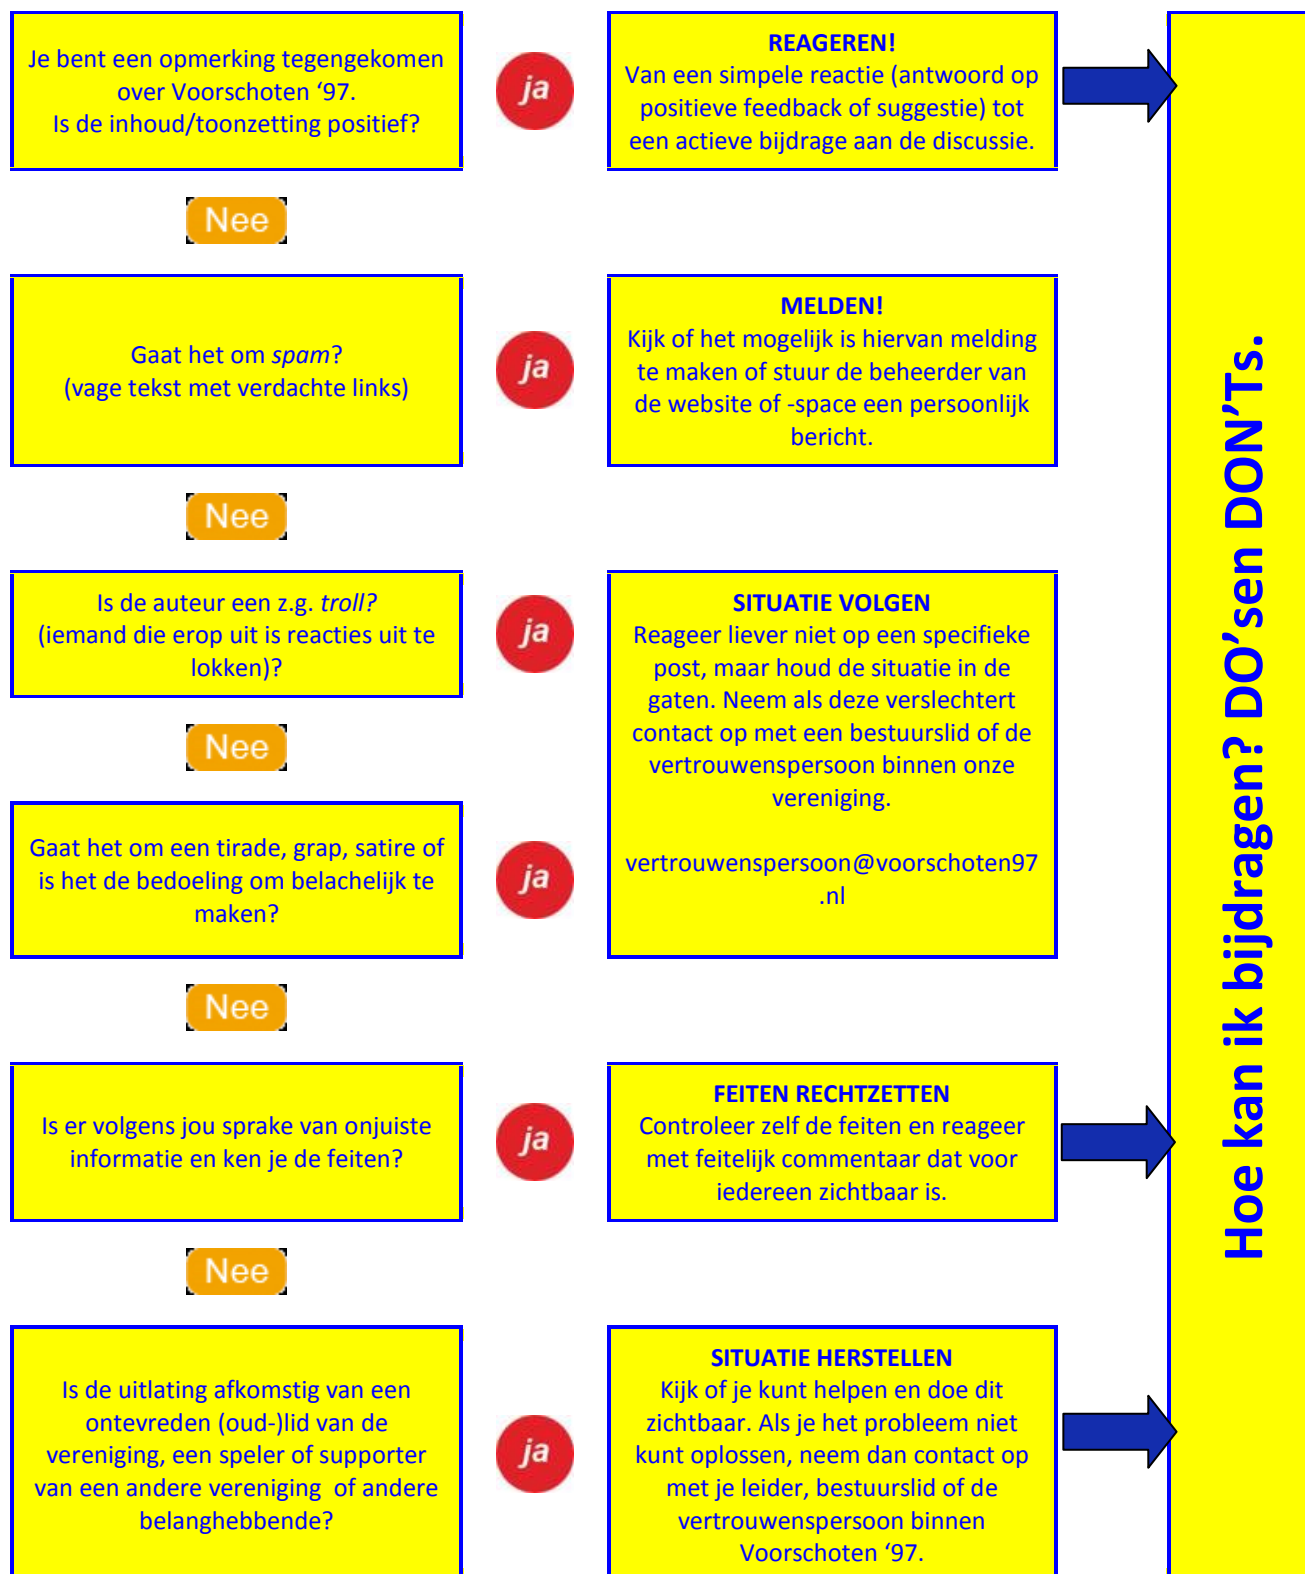 Je bent een opmerking tegengekomen
over Voorschoten ‘97.
Is de inhoud/toonzetting positief?
ja
REAGEREN!
Van een simpele reactie (antwoord op
positieve feedback of suggestie) tot
een actieve bijdrage aan de discussie.
Nee
Gaat het om spam?
(vage tekst met verdachte links)
ja
MELDEN!
Kijk of het mogelijk is hiervan melding
te maken of stuur de beheerder van
de website of -space een persoonlijk
bericht.
Nee
Is de auteur een z.g. troll?
(iemand die erop uit is reacties uit te
lokken)?
ja
SITUATIE VOLGEN
Reageer liever niet op een specifieke
post, maar houd de situatie in de
gaten. Neem als deze verslechtert
contact op met een bestuurslid of de
vertrouwenspersoon binnen onze
vereniging.
vertrouwenspersoon@voorschoten97
.nl
Nee
Gaat het om een tirade, grap, satire of
is het de bedoeling om belachelijk te
maken?
ja
Nee
Is er volgens jou sprake van onjuiste
informatie en ken je de feiten?
ja
FEITEN RECHTZETTEN
Controleer zelf de feiten en reageer
met feitelijk commentaar dat voor
iedereen zichtbaar is.
Nee
Is de uitlating afkomstig van een
ontevreden (oud-)lid van de
vereniging, een speler of supporter
van een andere vereniging  of andere
belanghebbende?
ja
SITUATIE HERSTELLEN
Kijk of je kunt helpen en doe dit
zichtbaar. Als je het probleem niet
kunt oplossen, neem dan contact op
met je leider, bestuurslid of de
vertrouwenspersoon binnen
Voorschoten ‘97.
Hoe kan ik bijdragen? DO’sen DON’Ts.